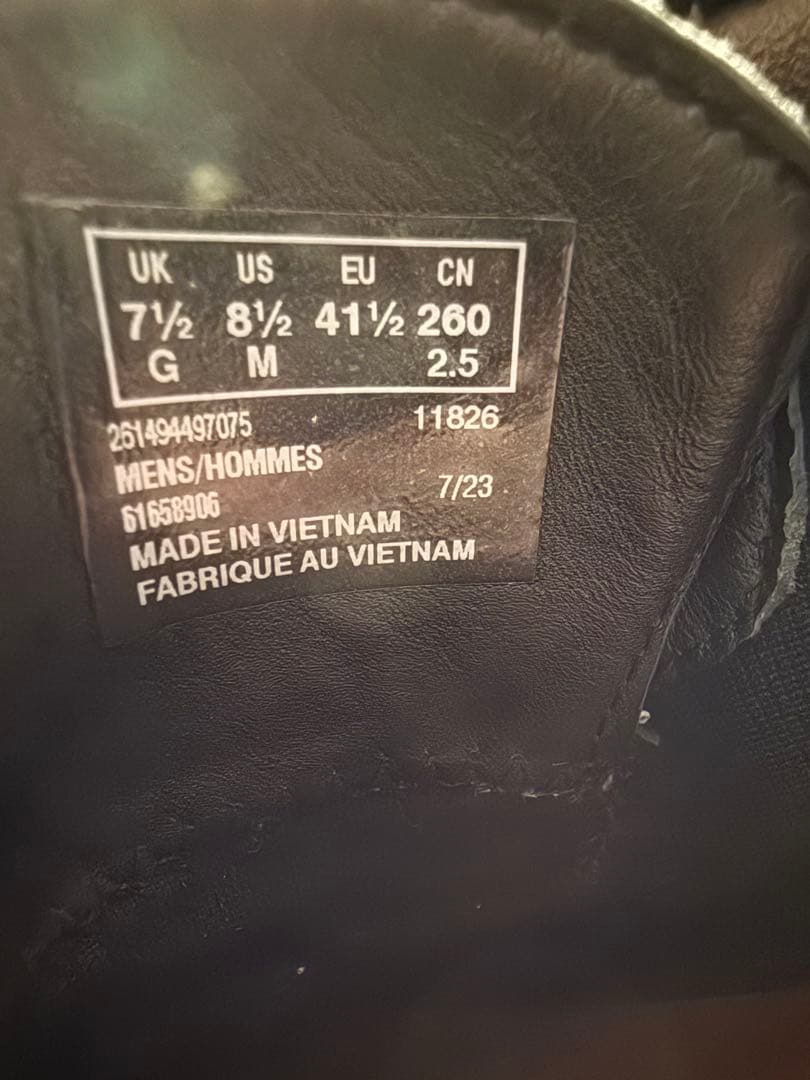 UK US EU CN
7½ 8½ 41½ 260
G M 2.5
261494497075 11826
MENS/HOMMES
61658906 7/23
MADE IN VIETNAM
FABRIQUE AU VIETNAM